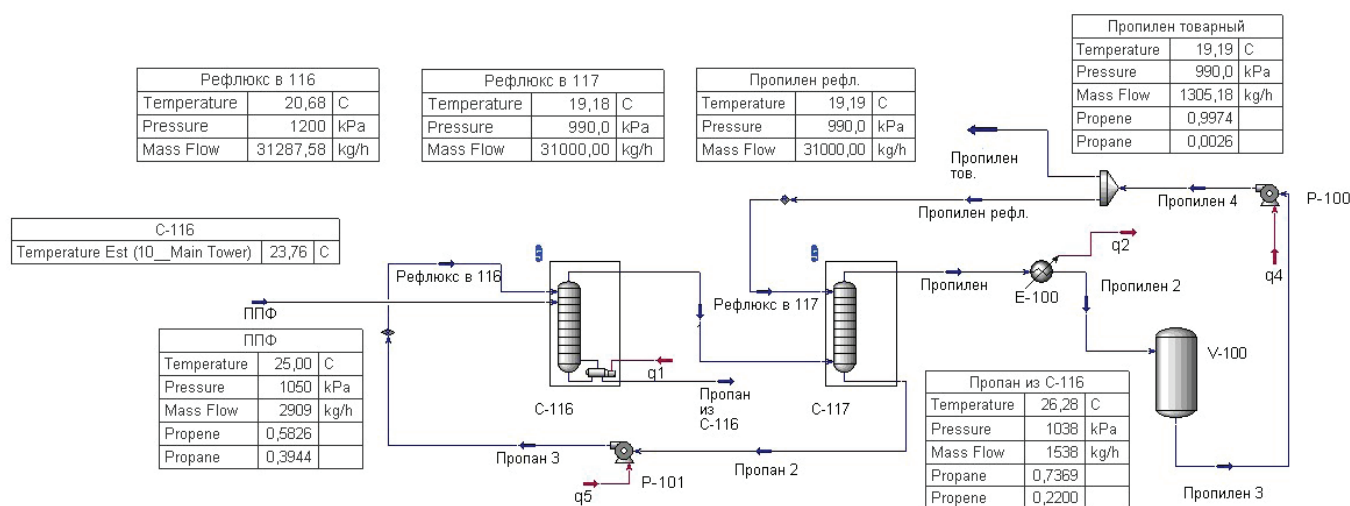 Пропилен товарный
Temperature 19,19 C
Pressure 990,0 kPa
Mass Flow 1305,18 kg/h
Propene 0,9974
Propane 0,0026
Рефлюкс в 116
Temperature 20,68 C
Pressure 1200 kPa
Mass Flow 31287,58 kg/h
Рефлюкс в 117
Temperature 19,18 C
Pressure 990,0 kPa
Mass Flow 31000,00 kg/h
Пропилен рефл.
Temperature 19,19 C
Pressure 990,0 kPa
Mass Flow 31000,00 kg/h
Пропилен
тов.
Пропилен 4
P-100
Пропилен рефл.
q4
C-116
Temperature Est (10__Main Tower) 23,76 C
Рефлюкс в 116
ППФ
Рефлюкс в 117
Пропилен
E-100
q2
Пропилен 2
V-100
ППФ
Temperature 25,00 C
Pressure 1050 kPa
Mass Flow 2909 kg/h
Propene 0,5826
Propane 0,3944
q1
C-116
Пропан
из
C-116
C-117
Пропан из C-116
Temperature 26,28 C
Pressure 1038 kPa
Mass Flow 1538 kg/h
Propane 0,7369
Propene 0,2200
Пропан 3
P-101
q5
Пропан 2
Пропилен 3